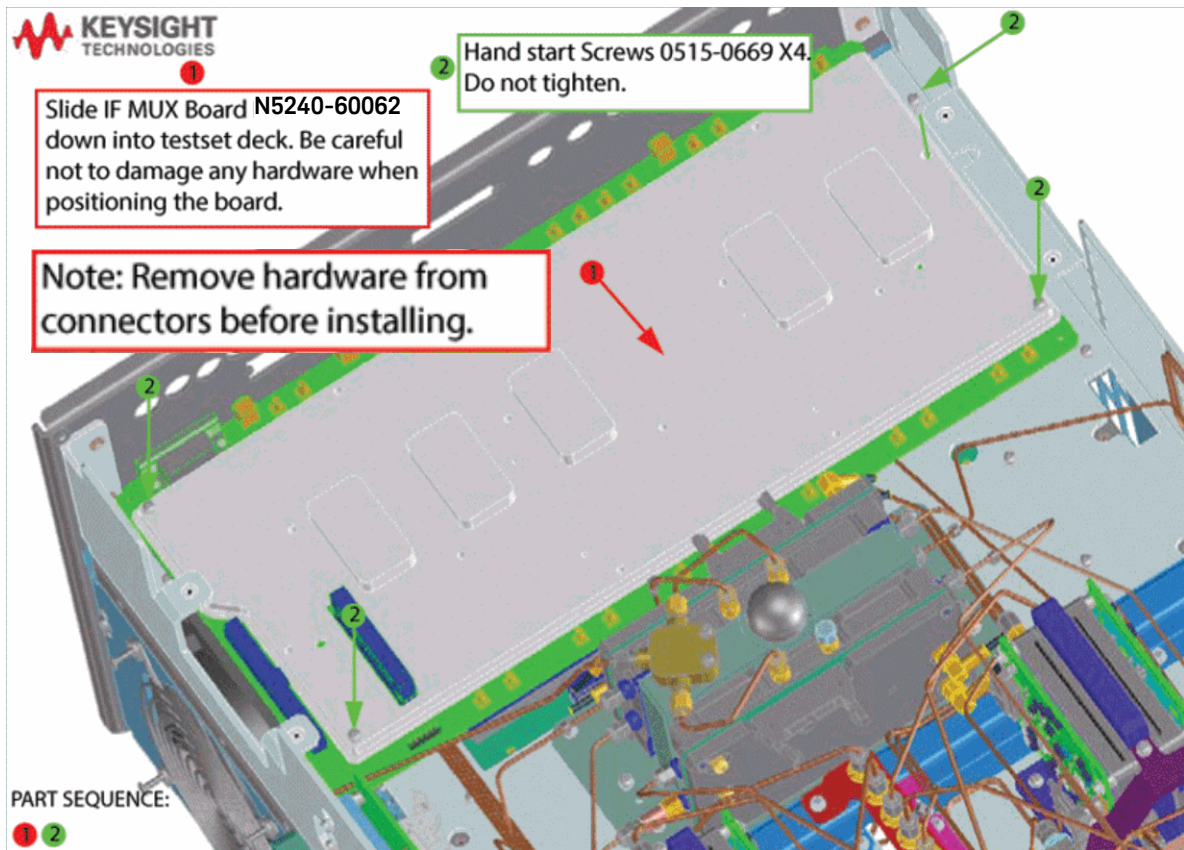 KEYSIGHT
TECHNOLOGIES
1
Slide IF MUX Board N5240-60062
down into testset deck. Be careful
not to damage any hardware when
positioning the board.
2
Hand start Screws 0515-0669 X4.
Do not tighten.
2
2
Note: Remove hardware from
connectors before installing.
1
2
2
PART SEQUENCE:
1 2